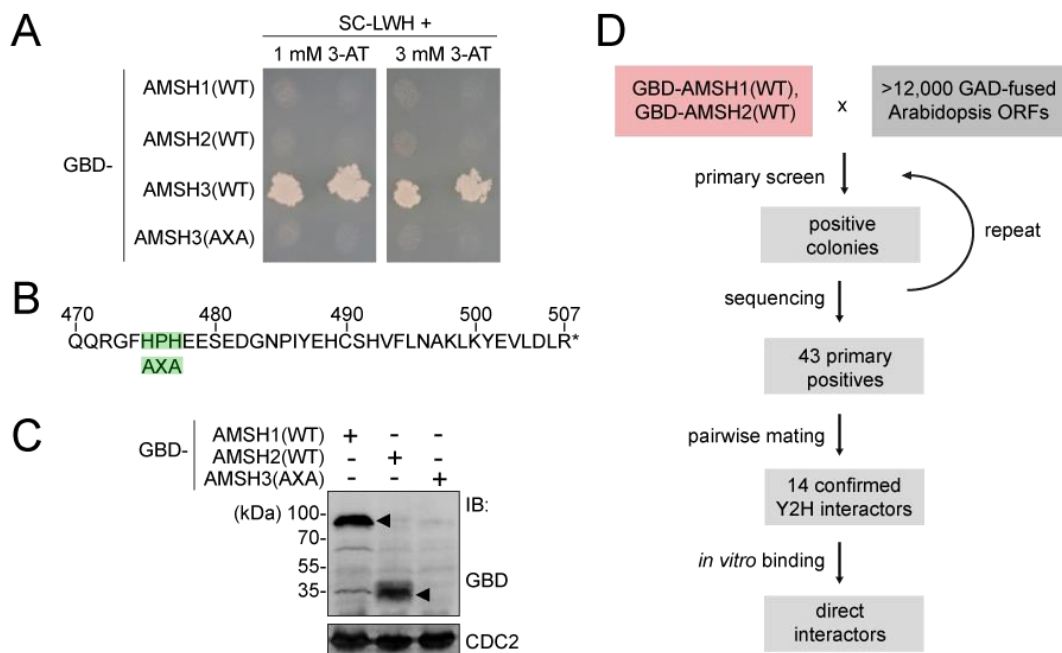 A
SC-LWH +
1 mM 3-AT 3 mM 3-AT
GBD-
AMSH1(WT)
AMSH2(WT)
AMSH3(WT)
AMSH3(AXA)
B
470 480 490 500 507
QQRGFHPHEESEDGNPIYEHCSHVFLNAKLKYEVLDLR*
AXA
C
GBD-
AMSH1(WT) + - -
AMSH2(WT) - + -
AMSH3(AXA) - - +
(kDa)
100-
70-
55-
35-
IB:
GBD
CDC2
D
GBD-AMSH1(WT),
GBD-AMSH2(WT)
x
>12,000 GAD-fused
Arabidopsis ORFs
primary screen
positive
colonies
repeat
sequencing
43 primary
positives
pairwise mating
14 confirmed
Y2H interactors
in vitro binding
direct
interactors